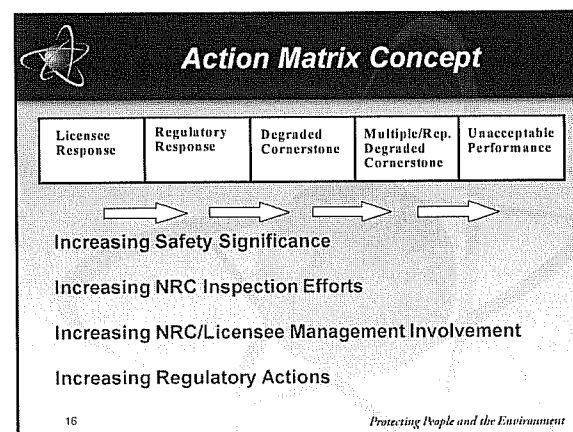 Action Matrix Concept
Licensee Response
Regulatory Response
Degraded Cornerstone
Multiple/Rep. Degraded Cornerstone
Unacceptable Performance
Increasing Safety Significance
Increasing NRC Inspection Efforts
Increasing NRC/Licensee Management Involvement
Increasing Regulatory Actions
16
Protecting People and the Environment